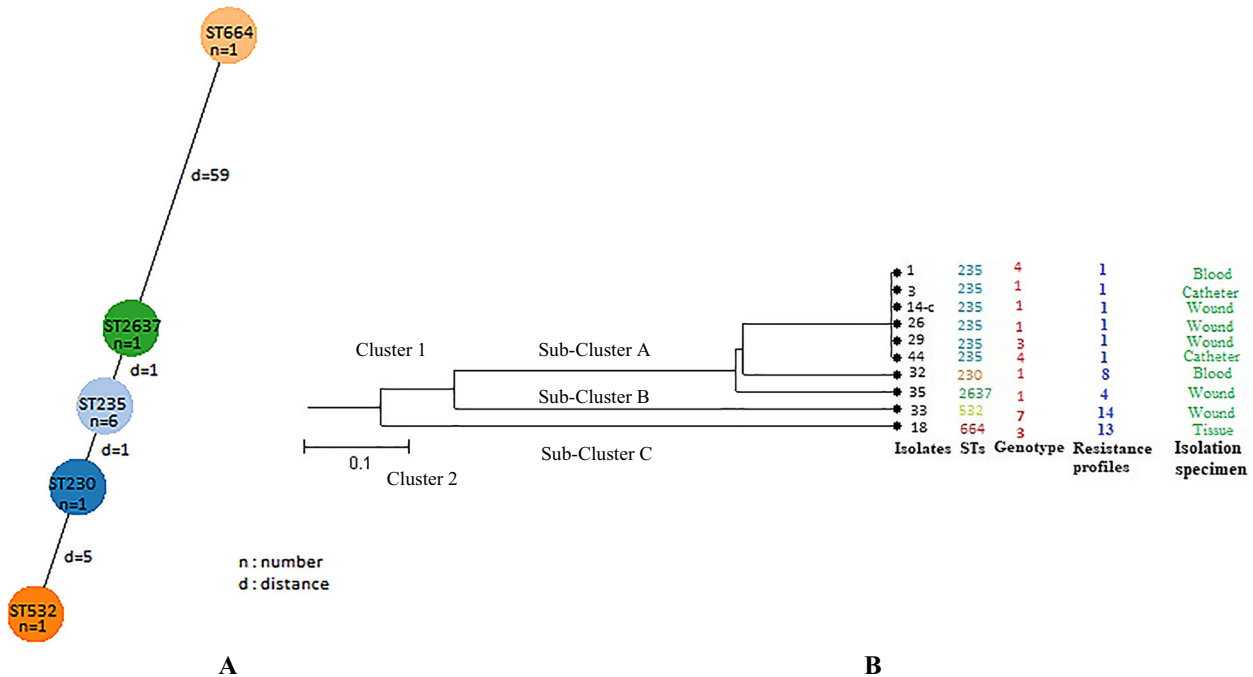 ST664
n=1
d=59
ST2637
n=1
d=1
ST235
n=6
d=1
ST230
n=1
d=5
ST532
n=1
n : number
d : distance
A
Cluster 1
Sub-Cluster A
Sub-Cluster B
Sub-Cluster C
Cluster 2
0.1
1 235 4 1 Blood
3 235 1 1 Catheter
14-c 235 1 1 Wound
26 235 1 1 Wound
29 235 3 1 Wound
44 235 4 1 Catheter
32 230 1 8 Blood
35 2637 1 4 Wound
33 532 7 14 Wound
18 664 3 13 Tissue
Isolates STs Genotype Resistance Isolation
profiles specimen
B